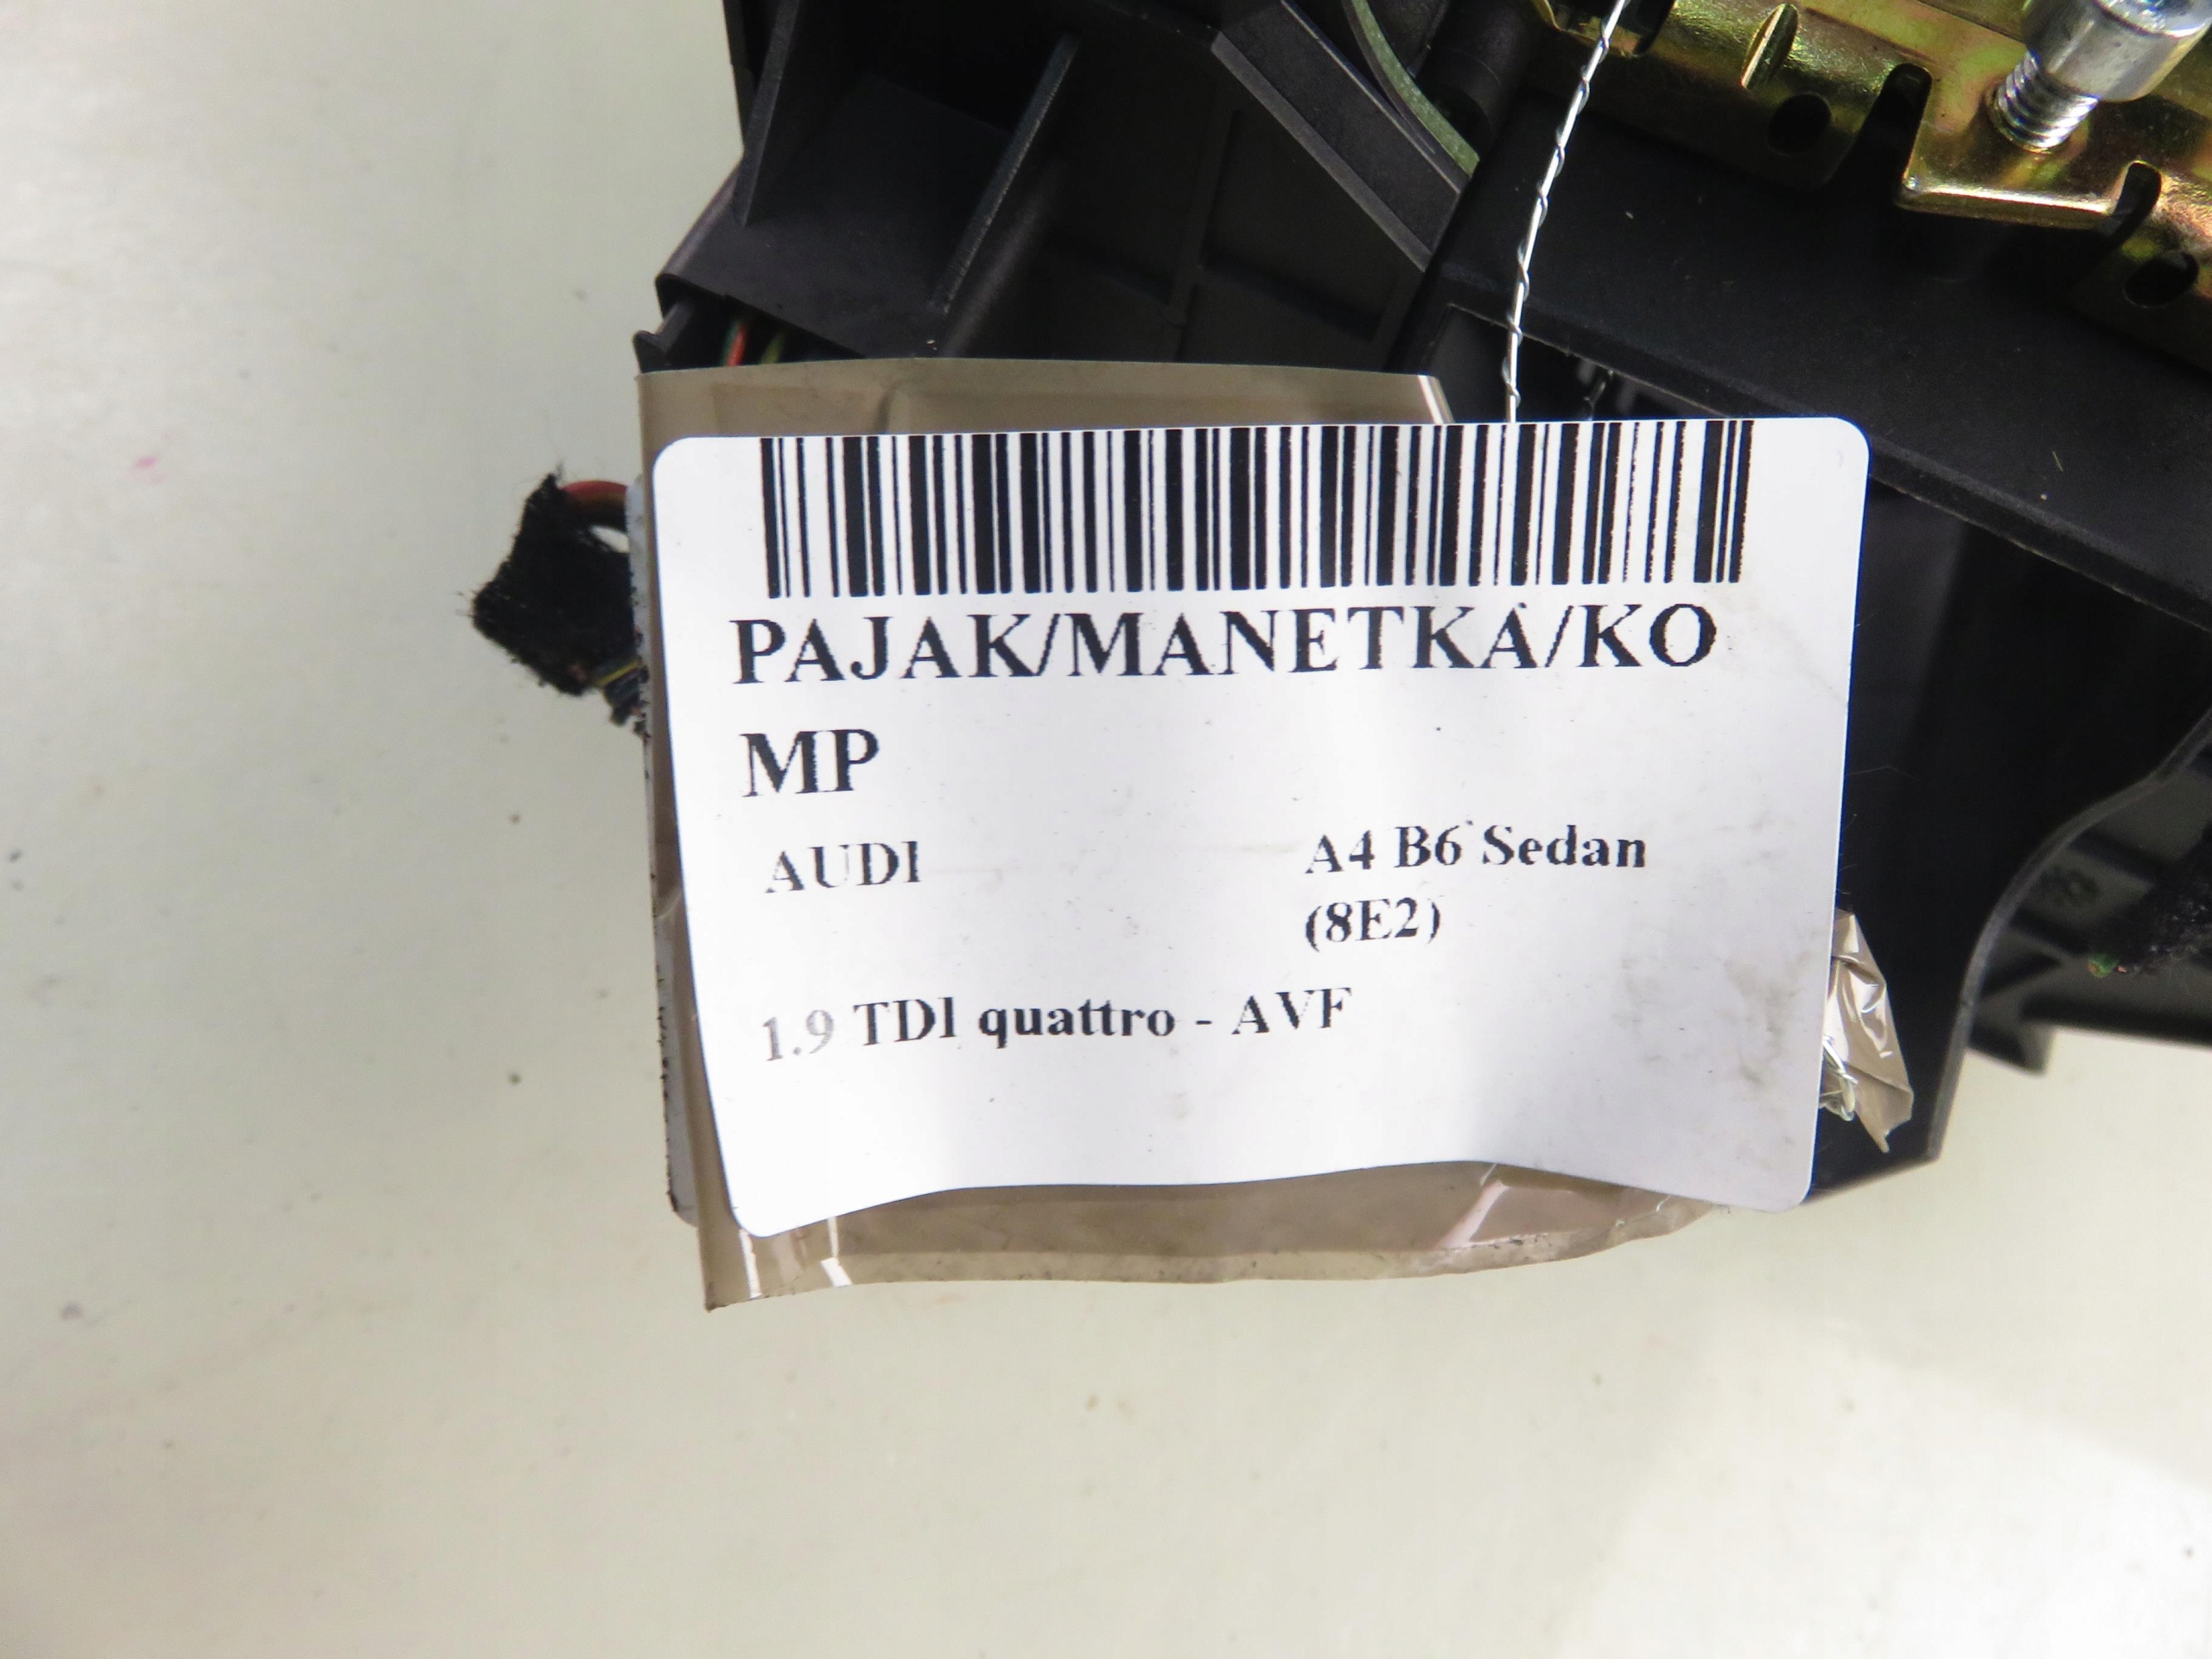 PAJAK/MANETKA/KO
MP
AUDI A4 B6 Sedan
(8E2)
1.9 TDI quattro - AVF